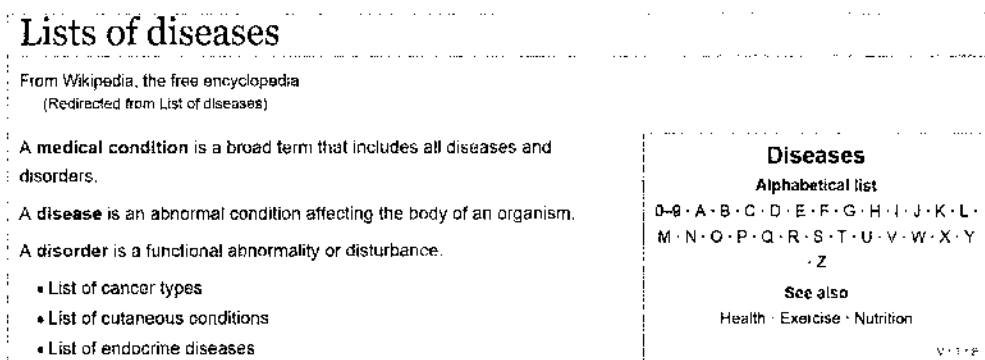 Lists of diseases
From Wikipedia, the free encyclopedia
(Redirected from List of diseases)
A medical condition is a broad term that includes all diseases and
disorders.
A disease is an abnormal condition affecting the body of an organism.
A disorder is a functional abnormality or disturbance.
• List of cancer types
• List of cutaneous conditions
• List of endocrine diseases
Diseases
Alphabetical list
0–9 · A · B · C · D · E · F · G · H · I · J · K · L ·
M · N · O · P · Q · R · S · T · U · V · W · X · Y
· Z
See also
Health · Exercise · Nutrition
V · T · E